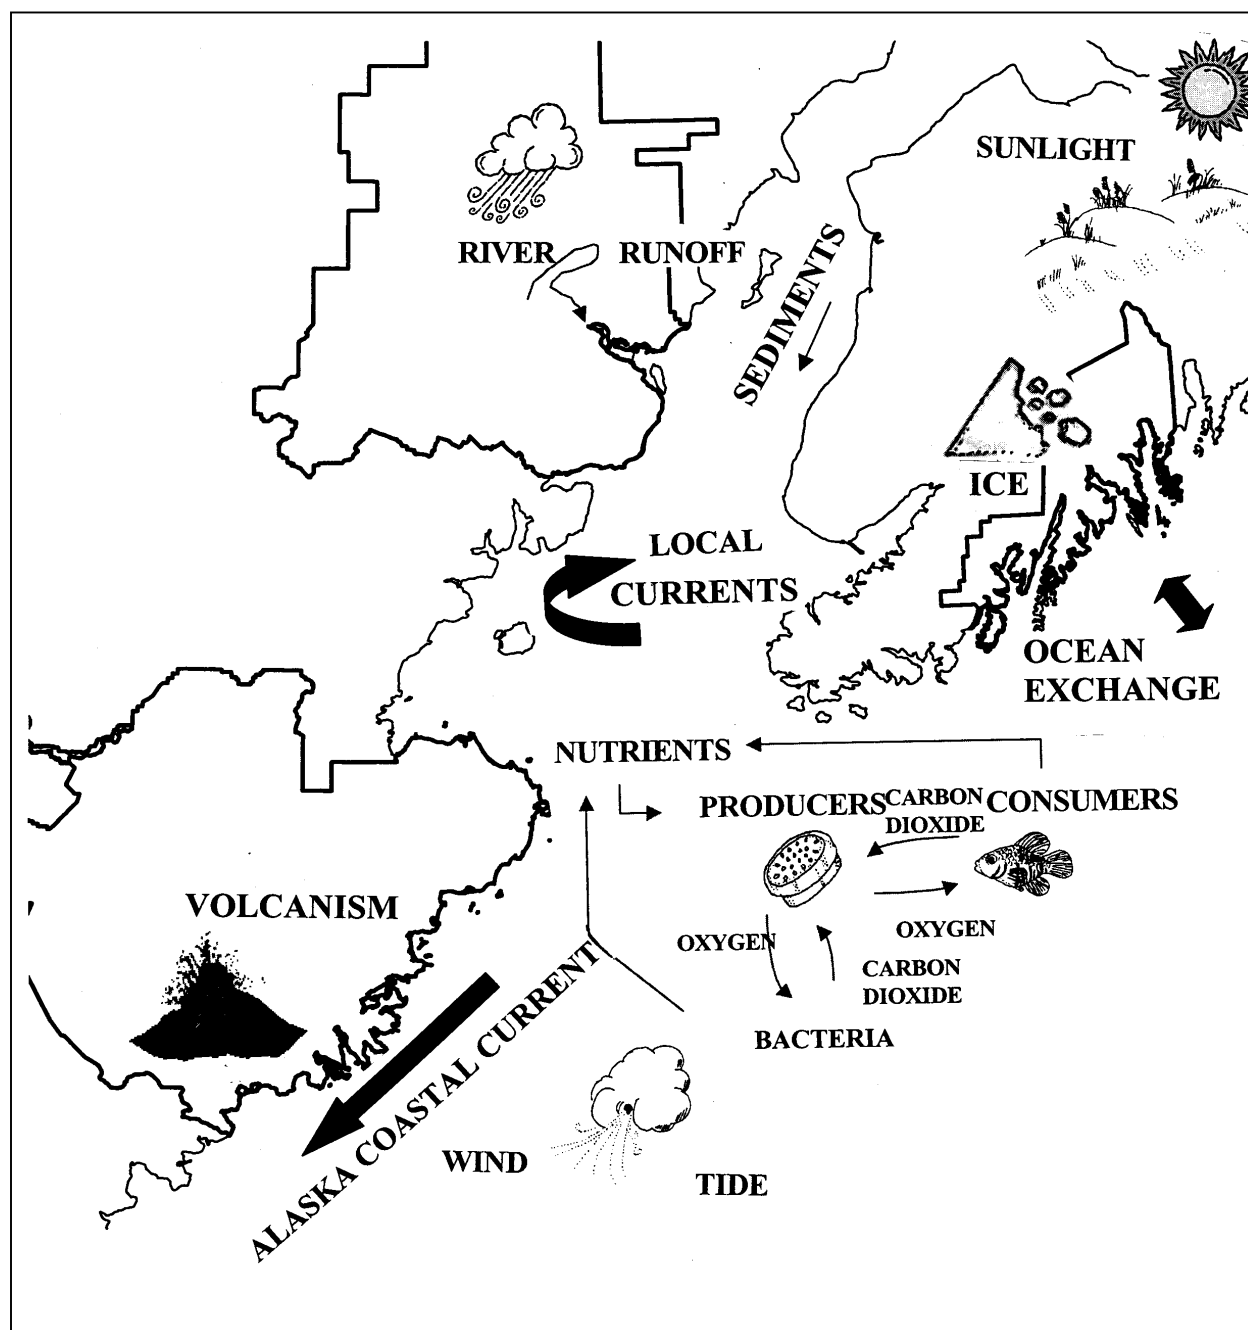 SUNLIGHT
RIVER RUNOFF
SEDIMENTS
ICE
LOCAL
CURRENTS
OCEAN
EXCHANGE
NUTRIENTS
PRODUCERS
CARBON
DIOXIDE
CONSUMERS
VOLCANISM
OXYGEN
OXYGEN
CARBON
DIOXIDE
BACTERIA
ALASKA COASTAL CURRENT
WIND
TIDE